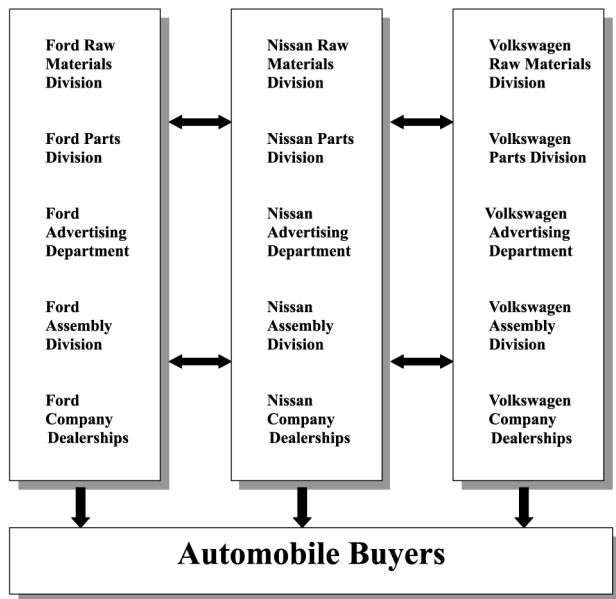 Ford Raw
Materials
Division
Ford Parts
Division
Ford
Advertising
Department
Ford
Assembly
Division
Ford
Company
Dealerships
Nissan Raw
Materials
Division
Nissan Parts
Division
Nissan
Advertising
Department
Nissan
Assembly
Division
Nissan
Company
Dealerships
Volkswagen
Raw Materials
Division
Volkswagen
Parts Division
Volkswagen
Advertising
Department
Volkswagen
Assembly
Division
Volkswagen
Company
Dealerships
Automobile Buyers